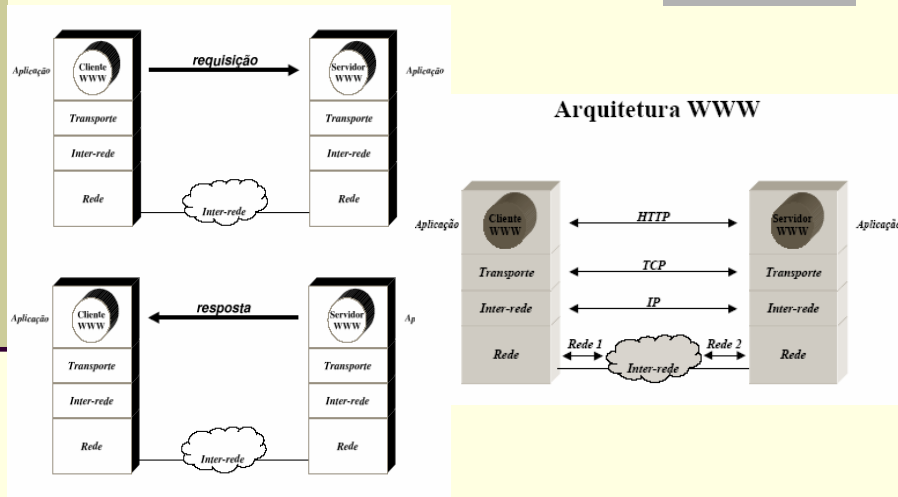 requisição
Aplicação
Cliente
WWW
Servidor
WWW
Aplicação
Transporte
Transporte
Inter-rede
Inter-rede
Rede
Inter-rede
Rede
resposta
Aplicação
Cliente
WWW
Servidor
WWW
Ap
Transporte
Transporte
Inter-rede
Inter-rede
Rede
Inter-rede
Rede
Arquitetura WWW
Aplicação
Cliente
WWW
HTTP
Servidor
WWW
Aplicação
Transporte
TCP
Transporte
Inter-rede
IP
Inter-rede
Rede
Rede 1
Inter-rede
Rede 2
Rede